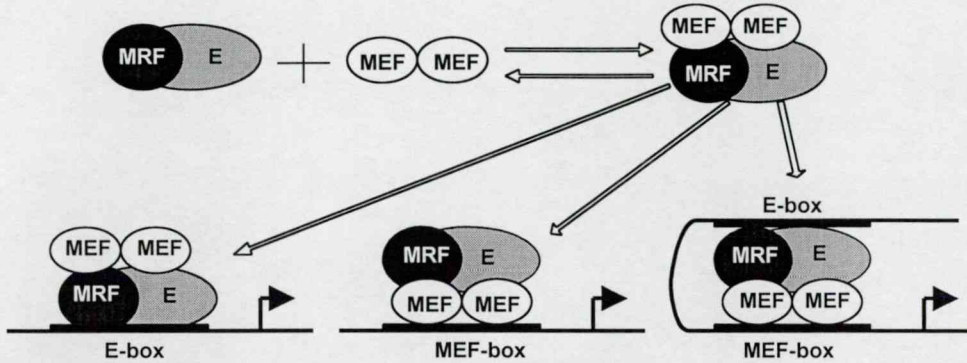 MEF MEF
MRF E MEF MEF MRF E
E-box
MEF MEF MRF E MRF E
MRF E MEF MEF MEF MEF
E-box MEF-box MEF-box